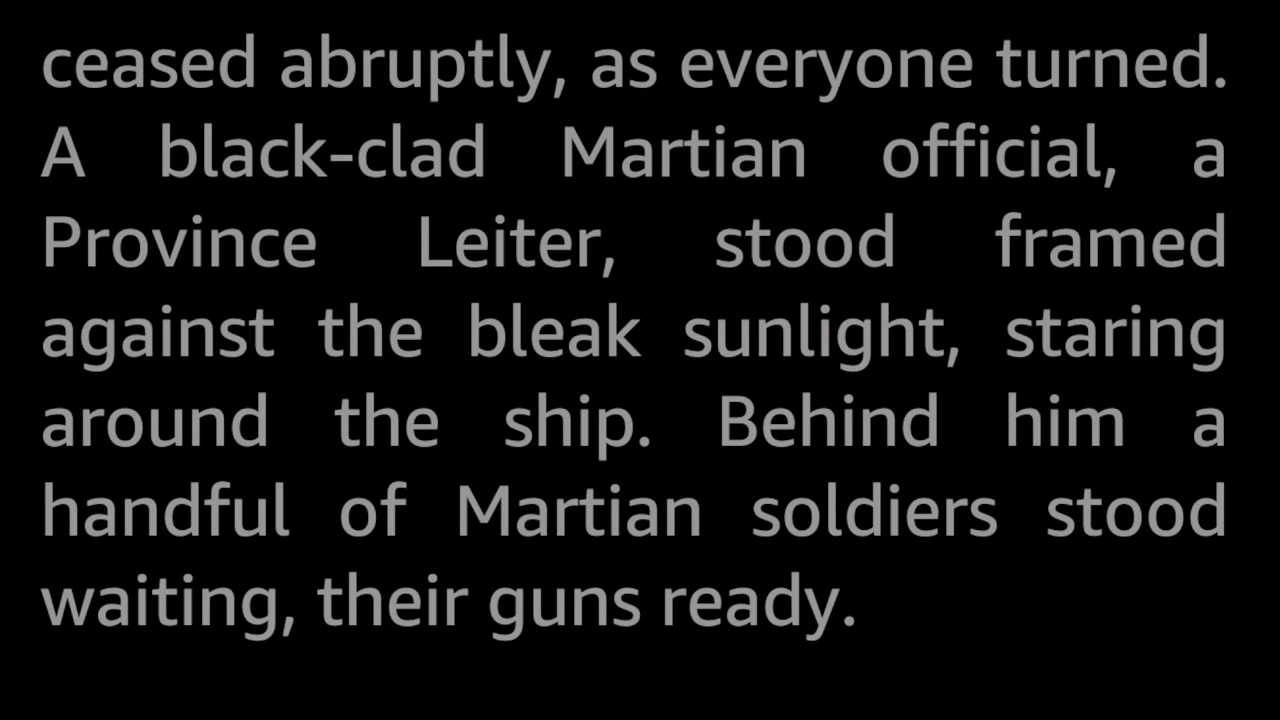 ceased abruptly, as everyone turned.
A black-clad Martian official, a
Province Leiter, stood framed
against the bleak sunlight, staring
around the ship. Behind him a
handful of Martian soldiers stood
waiting, their guns ready.